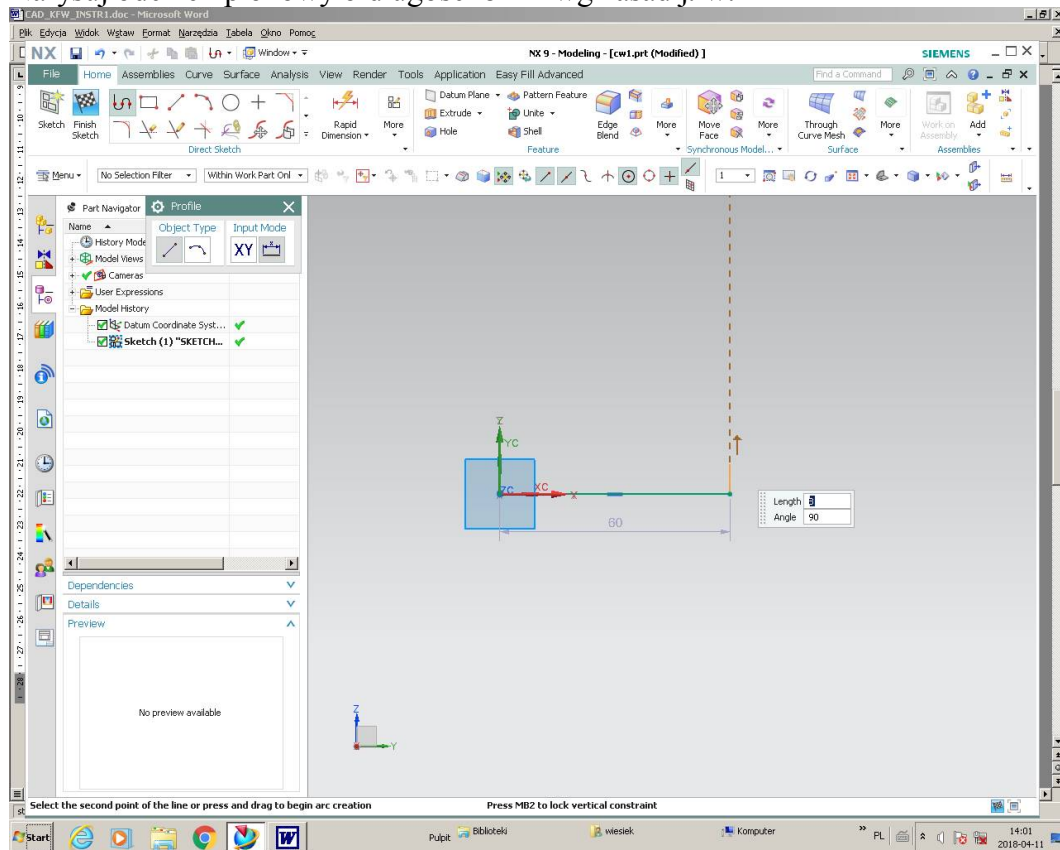 CAD_KFW_INSTR1.doc - Microsoft Word
Plik Edycja Widok Wstaw Format Narzędzia Tabela Okno Pomoc
NX Window NX 9 - Modeling - [cw1.prt (Modified) ] SIEMENS
File Home Assemblies Curve Surface Analysis View Render Tools Application Easy Fill Advanced Find a Command
Sketch Finish Sketch Rapid Dimension More Datum Plane Extrude Hole Pattern Feature Unite Shell Edge Blend More Move Face More Through Curve Mesh More Work on Assembly Add
Direct Sketch Feature Synchronous Model... Surface Assemblies
Menu No Selection Filter Within Work Part Onl 1
Part Navigator Profile
Name Object Type Input Mode
History Mode XY
Model Views
Cameras
User Expressions
Model History
Datum Coordinate Syst...
Sketch (1) "SKETCH...
Z
YC
ZC XC X
60
Length
Angle 90
Dependencies
Details
Preview
No preview available
Z
Y
Select the second point of the line or press and drag to begin arc creation Press MB2 to lock vertical constraint
Start Pulpit Biblioteki wiesiek Komputer PL 14:01
2018-04-11